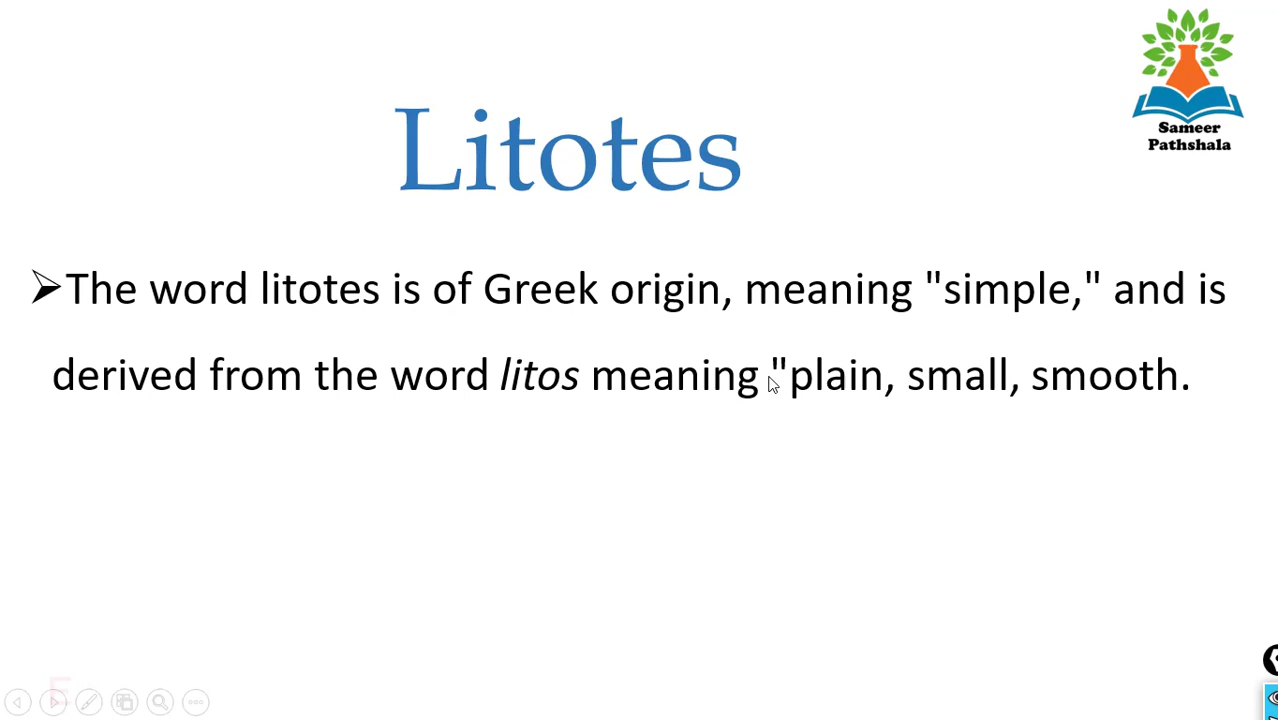 Sameer
Pathshala
Litotes
➢The word litotes is of Greek origin, meaning "simple," and is
derived from the word litos meaning "plain, small, smooth.